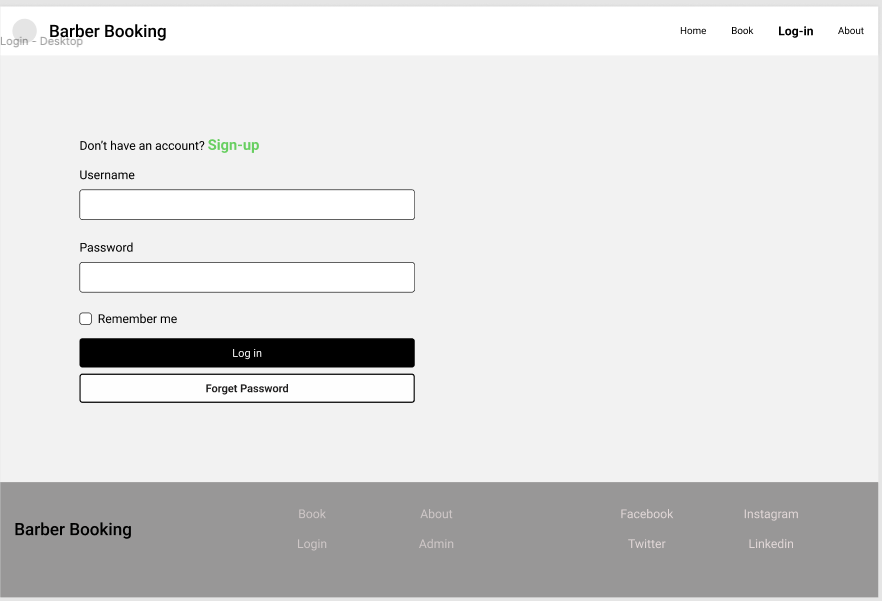 Barber Booking
Login - Desktop
Home Book Log-in About
Don't have an account? Sign-up
Username
Password
Remember me
Log in
Forget Password
Barber Booking
Book About Facebook Instagram
Login Admin Twitter Linkedin